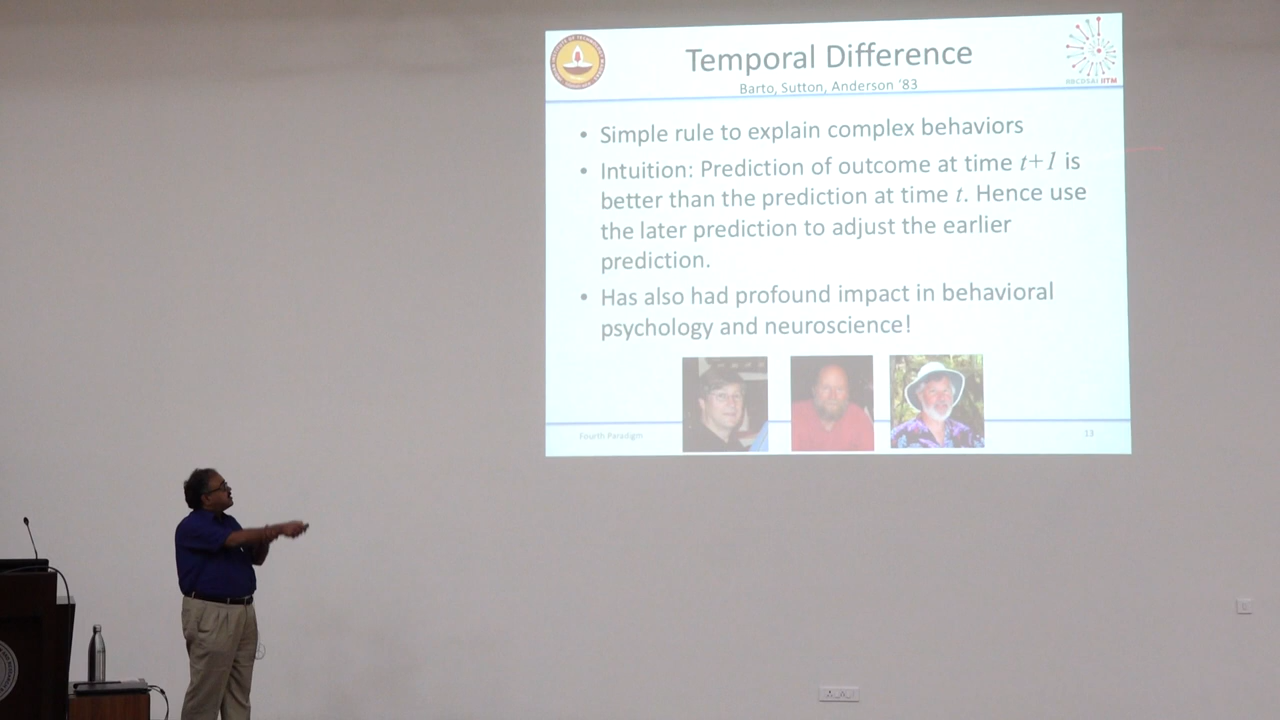 Temporal Difference
Barto, Sutton, Anderson ‘83
RBCDSAI IITM
• Simple rule to explain complex behaviors
• Intuition: Prediction of outcome at time t+1 is
better than the prediction at time t. Hence use
the later prediction to adjust the earlier
prediction.
• Has also had profound impact in behavioral
psychology and neuroscience!
Fourth Paradigm
13